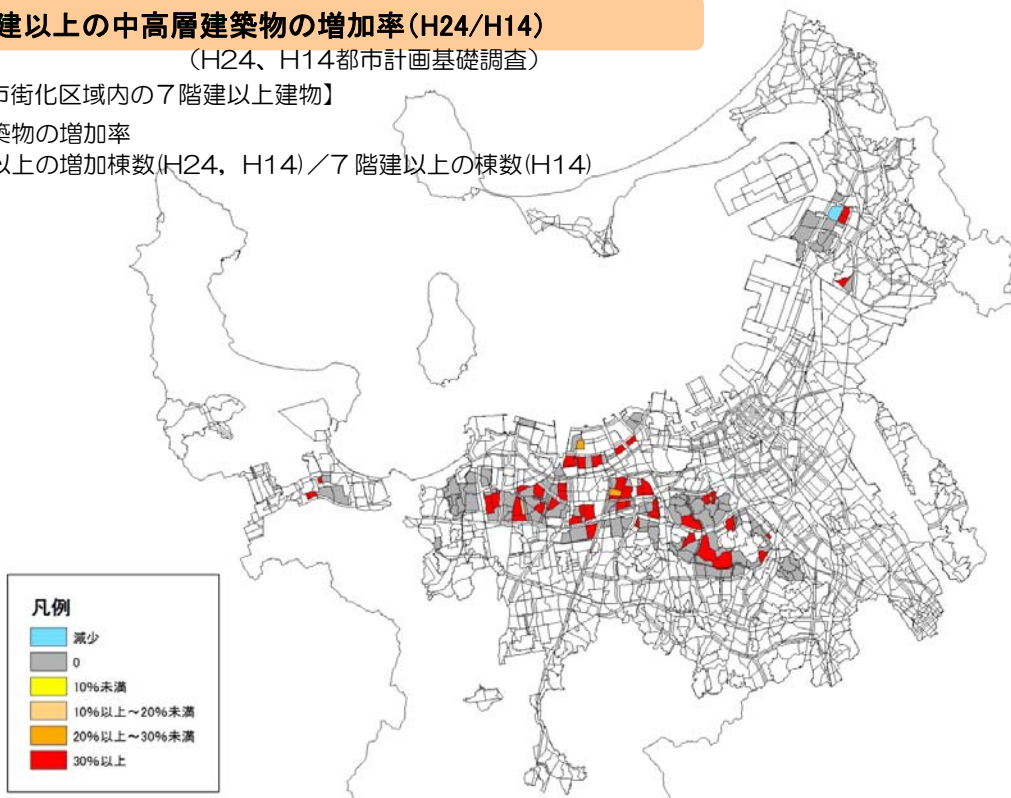 建以上の中高層建築物の増加率(H24/H14)
(H24、H14都市計画基礎調査)
市街化区域内の7階建以上建物】
築物の増加率
以上の増加棟数(H24, H14)/7階建以上の棟数(H14)
凡例
減少
0
10%未満
10%以上~20%未満
20%以上~30%未満
30%以上